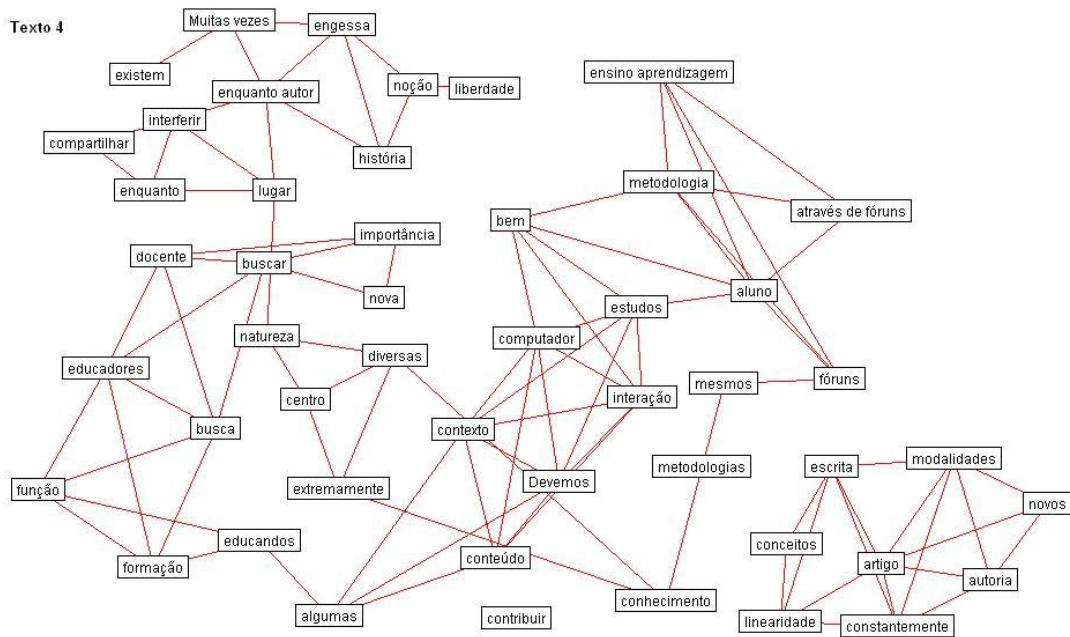 Texto 4
Muitas vezes
engessa
existem
enquanto autor
noção
liberdade
ensino aprendizagem
interferir
compartilhar
história
enquanto
lugar
metodologia
através de fóruns
bem
importância
docente
buscar
nova
aluno
estudos
natureza
diversas
computador
educadores
mesmos
fóruns
centro
interação
busca
contexto
função
extremamente
Devemos
metodologias
escrita
modalidades
novos
educandos
conceitos
formação
conteúdo
artigo
autoria
algumas
contribuir
conhecimento
linearidade
constantemente